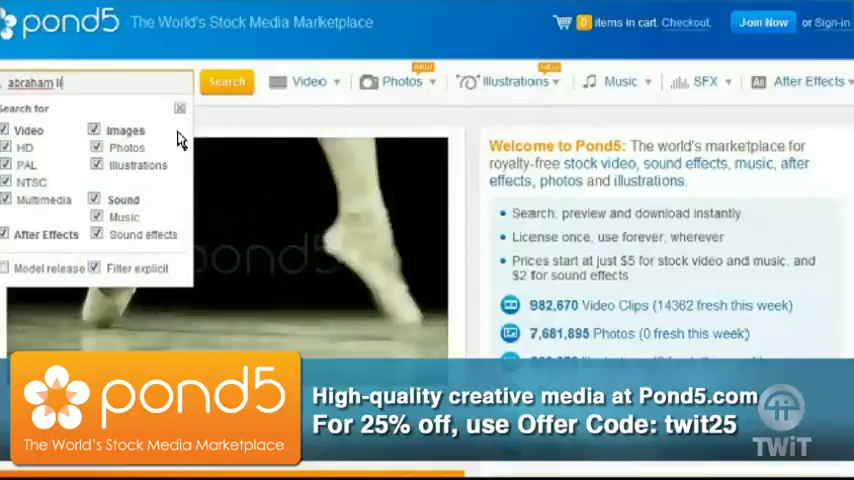 pond5 The World's Stock Media Marketplace
0 items in cart. Checkout. Join Now or Sign-in
abraham li Search Video Photos NEW Illustrations NEW Music SFX Ae After Effects
Search for
Video Images
HD Photos
PAL Illustrations
NTSC
Multimedia Sound
Music
After Effects Sound effects
Model release Filter explicit
pond5
Welcome to Pond5: The world's marketplace for
royalty-free stock video, sound effects, music, after
effects, photos and illustrations.
• Search, preview and download instantly
• License once, use forever, wherever
• Prices start at just $5 for stock video and music, and
$2 for sound effects
982,670 Video Clips (14362 fresh this week)
7,681,895 Photos (0 fresh this week)
pond5
The World's Stock Media Marketplace
High-quality creative media at Pond5.com
For 25% off, use Offer Code: twit25
TWiT